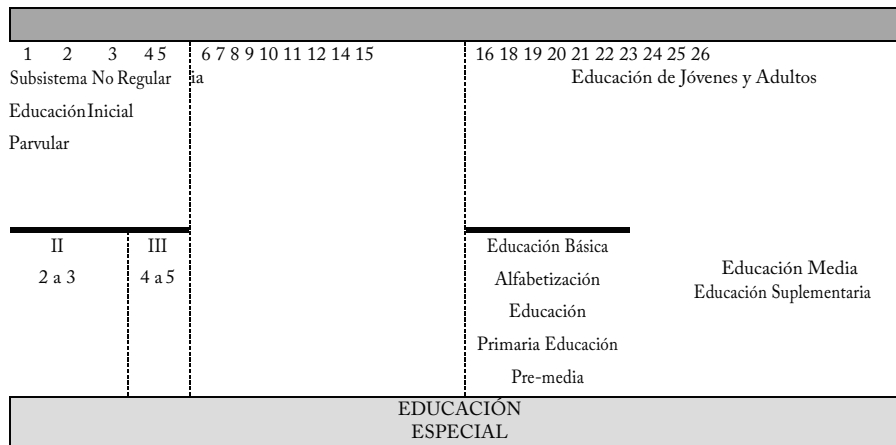 1 2 3 4 5 6 7 8 9 10 11 12 14 15 16 18 19 20 21 22 23 24 25 26
Subsistema No Regular ia Educación de Jóvenes y Adultos
Educación Inicial
Parvular
II III Educación Básica
2 a 3 4 a 5 Alfabetización
Educación Media
Educación Suplementaria
Educación
Primaria Educación
Pre-media
EDUCACIÓN
ESPECIAL